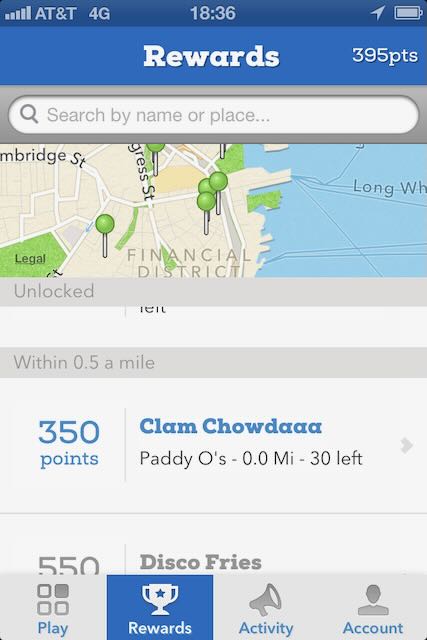 AT&T 4G 18:36
Rewards 395pts
Search by name or place...
mbridge St
gress St
Long Wh
FINANCIAL
DISTRICT
Legal
Unlocked
left
Within 0.5 a mile
350
points
Clam Chowdaaa
Paddy O's - 0.0 Mi - 30 left
550
Disco Fries
Play Rewards Activity Account